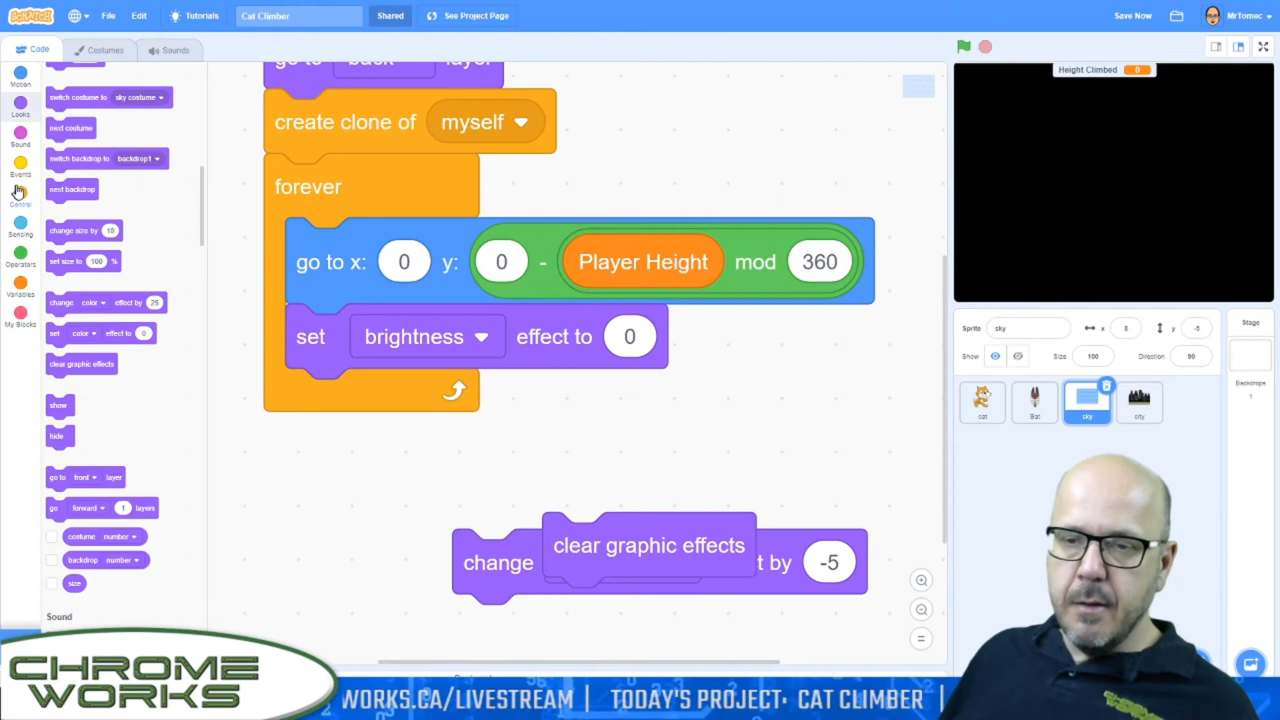 SCRATCH
File
Edit
Tutorials
Cat Climber
Shared
See Project Page
Save Now
MrTomec
Code
Costumes
Sounds
Motion
Looks
Sound
Events
Control
Sensing
Operators
Variables
My Blocks
switch costume to sky costume
next costume
switch backdrop to backdrop1
next backdrop
change size by 10
set size to 100 %
change color effect by 25
set color effect to 0
clear graphic effects
show
hide
go to front layer
go forward 1 layers
costume number
backdrop number
size
Sound
create clone of myself
forever
go to x: 0 y: 0 - Player Height mod 360
set brightness effect to 0
clear graphic effects
change t by -5
Height Climbed 0
Sprite sky x 0 y -5
Show Size 100 Direction 90
Stage
Backdrops
1
cat
Bat
sky
city
CHROME
WORKS
WORKS.CA/LIVESTREAM | TODAY'S PROJECT: CAT CLIMBER |